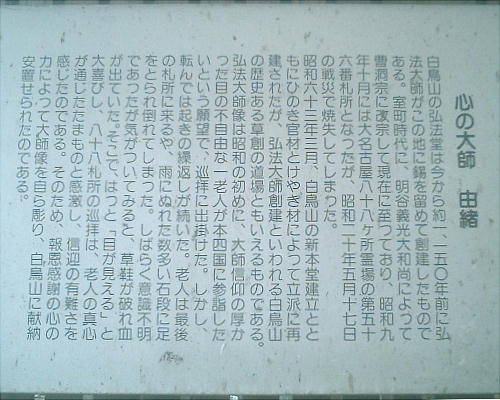 心の大師　由緒
白鳥山の弘法堂は今から約一、一五〇年前に弘
法大師がこの地に錫を留めて創建したもので
ある。室町時代に、明谷義光大和尚によつて
曹洞宗に改宗して現在に至つており、昭和九
年十月には大名古屋八十八ヶ所霊場の第五十
六番札所となつたが、昭和二十年五月十七日
の戦災で焼失してしまつた。
昭和六十二年三月、白鳥山の新本堂建立とと
もにひのき官材とけやき材によつて立派に再
建されたが、弘法大師創建といわれる白鳥山
の歴史ある草創の道場ともいえるものである。
弘法大師像は昭和の初めに、大師信仰の厚か
つた目の不自由な一老人が本四国に参詣した
いという願望で、巡拝に出掛けた。しかし、
転んでは起きの繰返しが続いた。老人は最後
の札所に来るや、雨にぬれた数多い石段に足
をとられ倒れてしまつた。しばらく意識不明
であつたが気がついてみると、草鞋が破れ血
が出ていた。そこで、はつと「目が見える」と
大喜びし、八十八札所の巡拝は、老人の真心
が通じたたまものと感激し、信迎の有難さを
感じたのである。そのため、報恩感謝の心の
力によつて大師像を自ら彫り、白鳥山に献納
安置せられたのである。